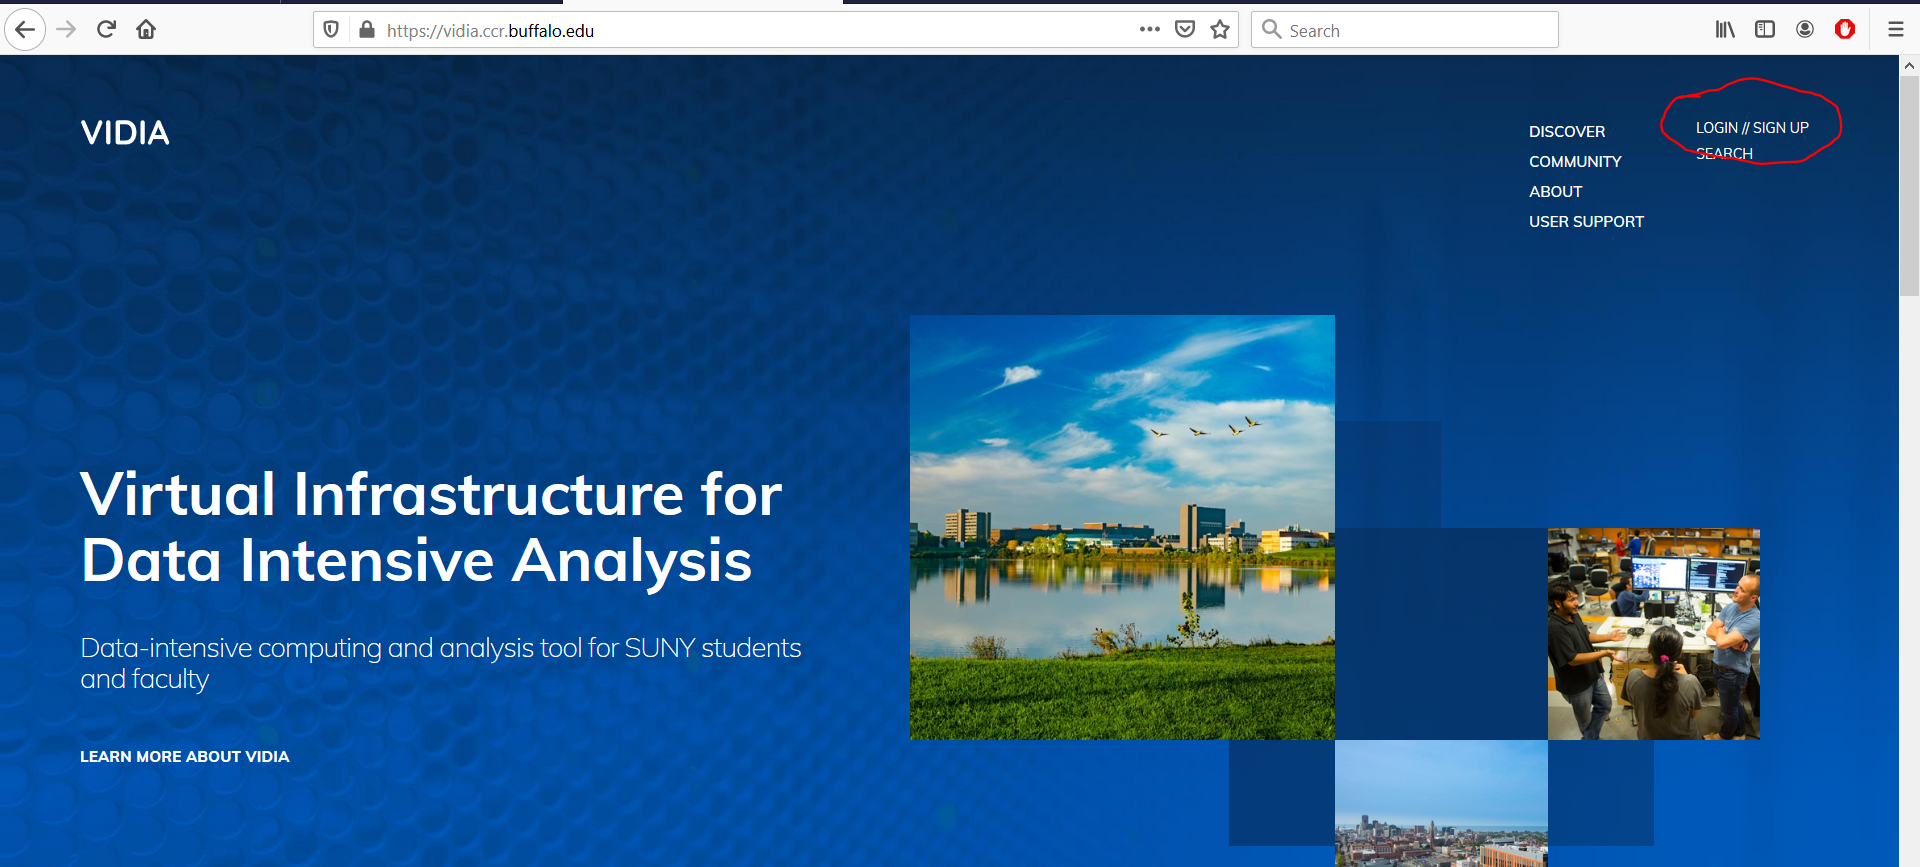 https://vidia.ccr.buffalo.edu
Search
VIDIA
DISCOVER
COMMUNITY
ABOUT
USER SUPPORT
LOGIN // SIGN UP
SEARCH
Virtual Infrastructure for
Data Intensive Analysis
Data-intensive computing and analysis tool for SUNY students
and faculty
LEARN MORE ABOUT VIDIA